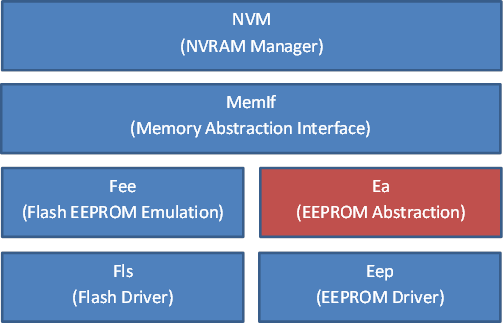 NVM
(NVRAM Manager)
MemIf
(Memory Abstraction Interface)
Fee
(Flash EEPROM Emulation)
Ea
(EEPROM Abstraction)
Fls
(Flash Driver)
Eep
(EEPROM Driver)